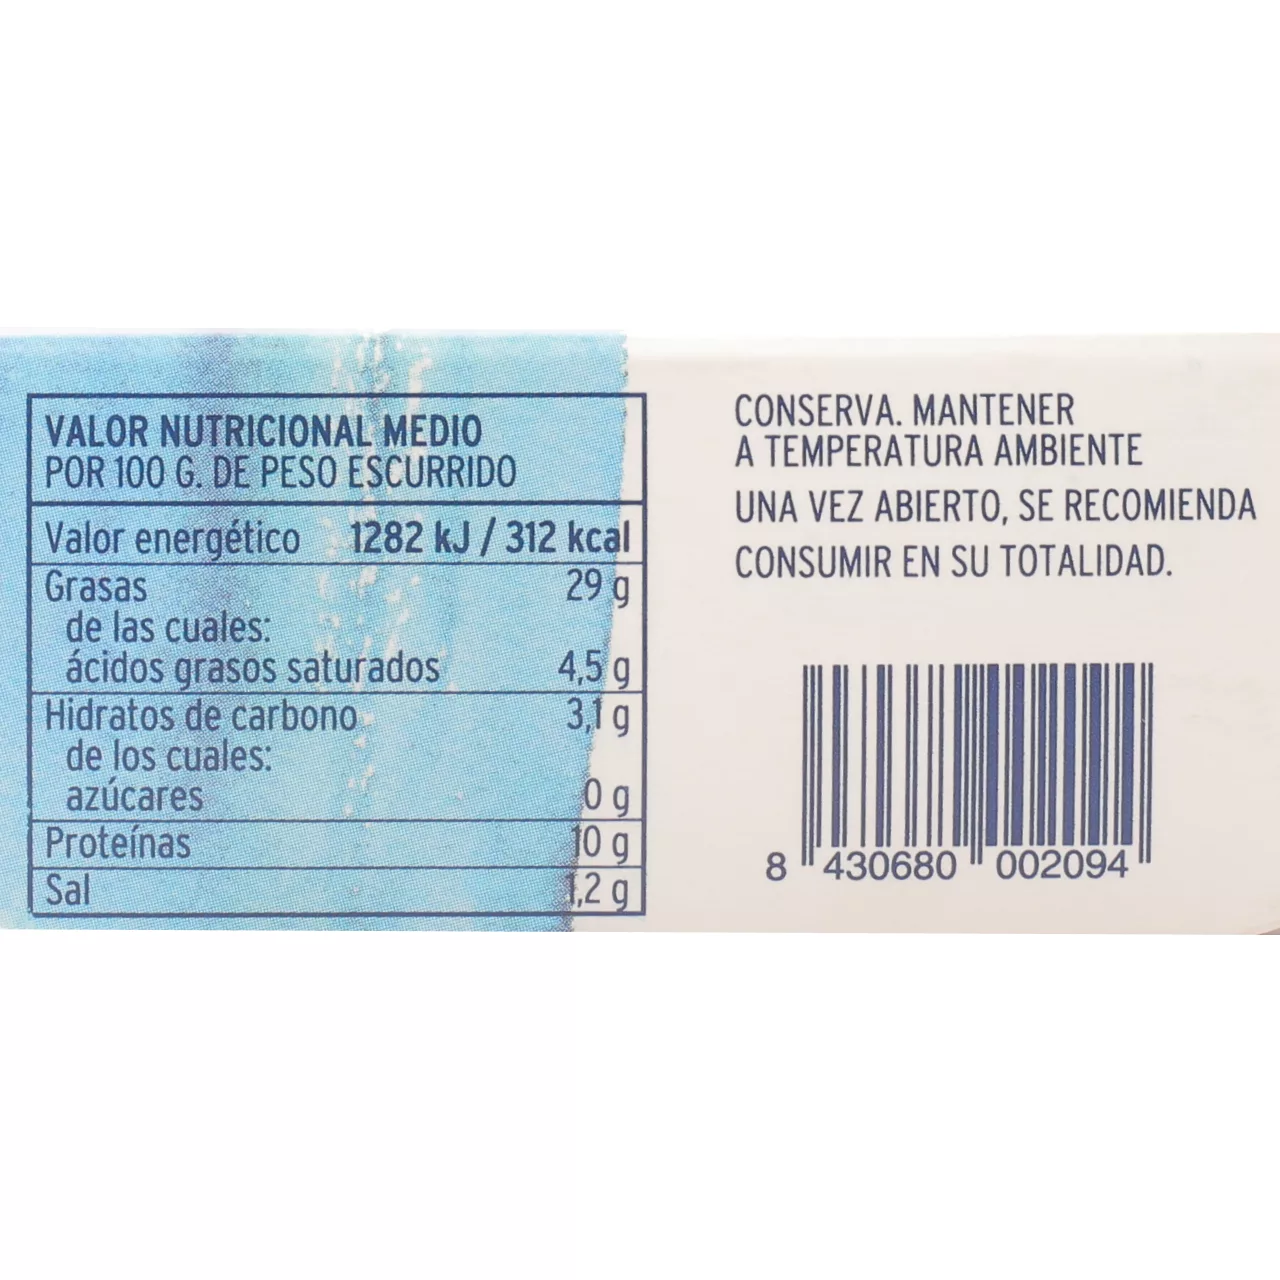 VALOR NUTRICIONAL MEDIO
POR 100 G. DE PESO ESCURRIDO
Valor energético 1282 kJ / 312 kcal
Grasas 29 g
de las cuales:
ácidos grasos saturados 4,5 g
Hidratos de carbono 3,1 g
de los cuales:
azúcares 0 g
Proteínas 10 g
Sal 1,2 g
CONSERVA. MANTENER
A TEMPERATURA AMBIENTE
UNA VEZ ABIERTO, SE RECOMIENDA
CONSUMIR EN SU TOTALIDAD.
8 430680 002094